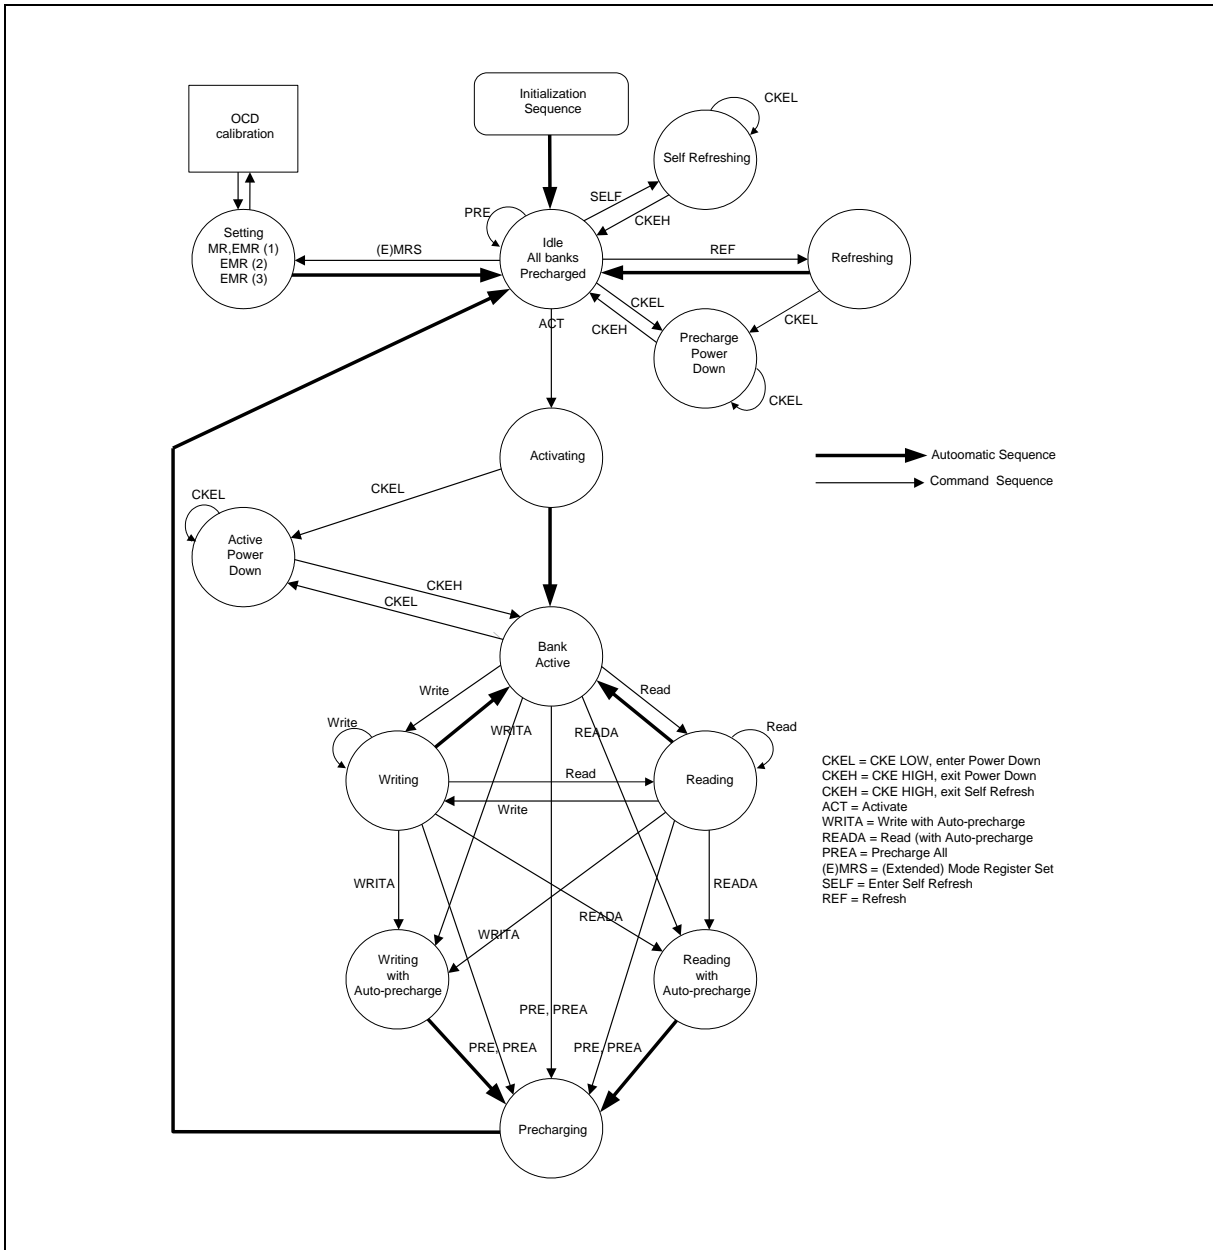 Initialization
Sequence
OCD
calibration
CKEL
Self Refreshing
SELF
CKEH
PRE
Setting
MR,EMR (1)
EMR (2)
EMR (3)
(E)MRS
Idle
All banks
Precharged
REF
Refreshing
CKEL
CKEH
CKEL
ACT
Precharge
Power
Down
CKEL
Activating
Autoomatic Sequence
Command Sequence
CKEL
CKEL
Active
Power
Down
CKEH
CKEL
Bank
Active
Write
Read
Write
WRITA
READA
Read
Writing
Read
Reading
Write
CKEL = CKE LOW, enter Power Down
CKEH = CKE HIGH, exit Power Down
CKEH = CKE HIGH, exit Self Refresh
ACT = Activate
WRITA = Write with Auto-precharge
READA = Read (with Auto-precharge
PREA = Precharge All
(E)MRS = (Extended) Mode Register Set
SELF = Enter Self Refresh
REF = Refresh
WRITA
READA
READA
WRITA
Writing
with
Auto-precharge
Reading
with
Auto-precharge
PRE, PREA
PRE, PREA
PRE, PREA
Precharging